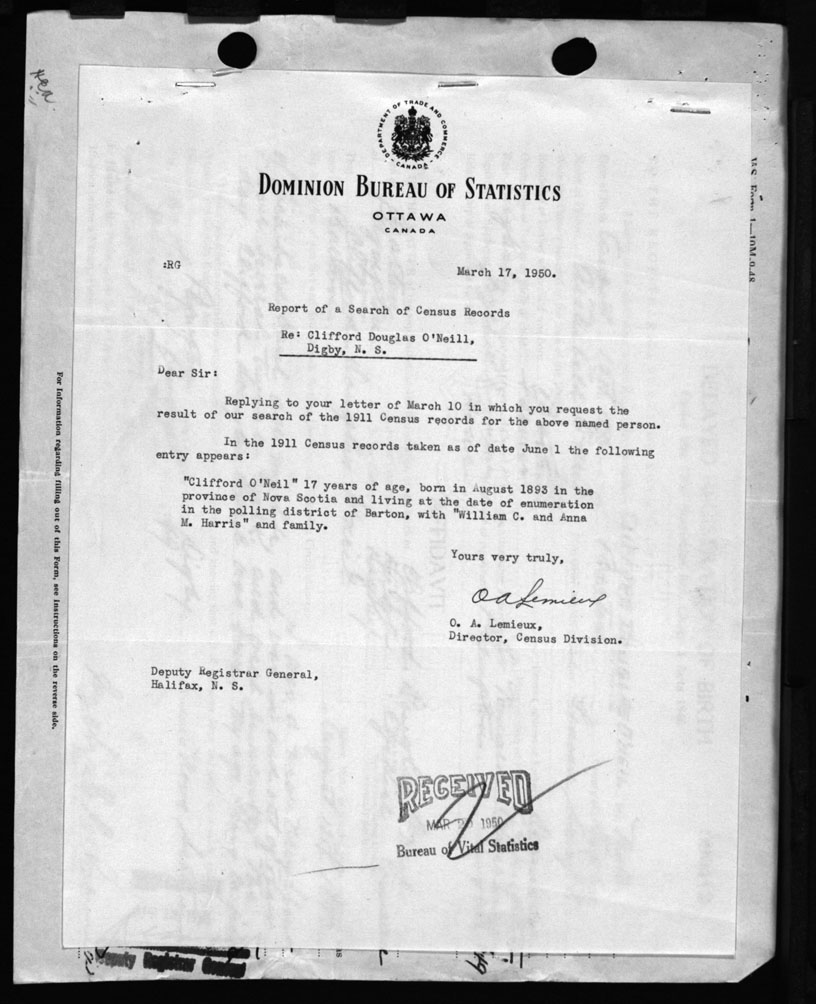 DEPARTMENT OF TRADE AND COMMERCE
CANADA
DOMINION BUREAU OF STATISTICS
OTTAWA
CANADA
:RG
March 17, 1950.
Report of a Search of Census Records
Re: Clifford Douglas O'Neill,
Digby, N. S.
Dear Sir:
Replying to your letter of March 10 in which you request the
result of our search of the 1911 Census records for the above named person.
In the 1911 Census records taken as of date June 1 the following
entry appears:
"Clifford O'Neil" 17 years of age, born in August 1893 in the
province of Nova Scotia and living at the date of enumeration
in the polling district of Barton, with "William C. and Anna
M. Harris" and family.
Yours very truly,
O A Lemieux
O. A. Lemieux,
Director, Census Division.
Deputy Registrar General,
Halifax, N. S.
RECEIVED
MAR 1950
Bureau of Vital Statistics
For Information regarding filling out of this Form, see Instructions on the reverse side.
Deputy Registrar General